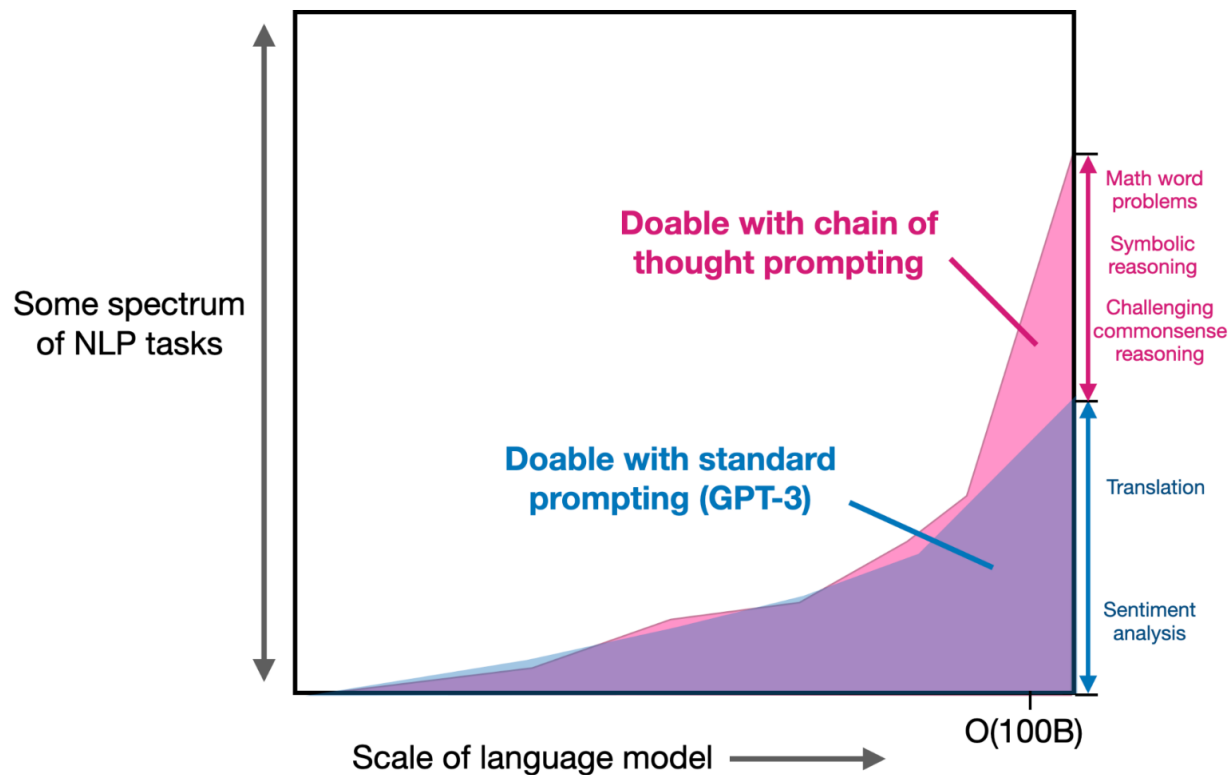 Some spectrum
of NLP tasks
Doable with chain of
thought prompting
Doable with standard
prompting (GPT-3)
Math word
problems
Symbolic
reasoning
Challenging
commonsense
reasoning
Translation
Sentiment
analysis
O(100B)
Scale of language model